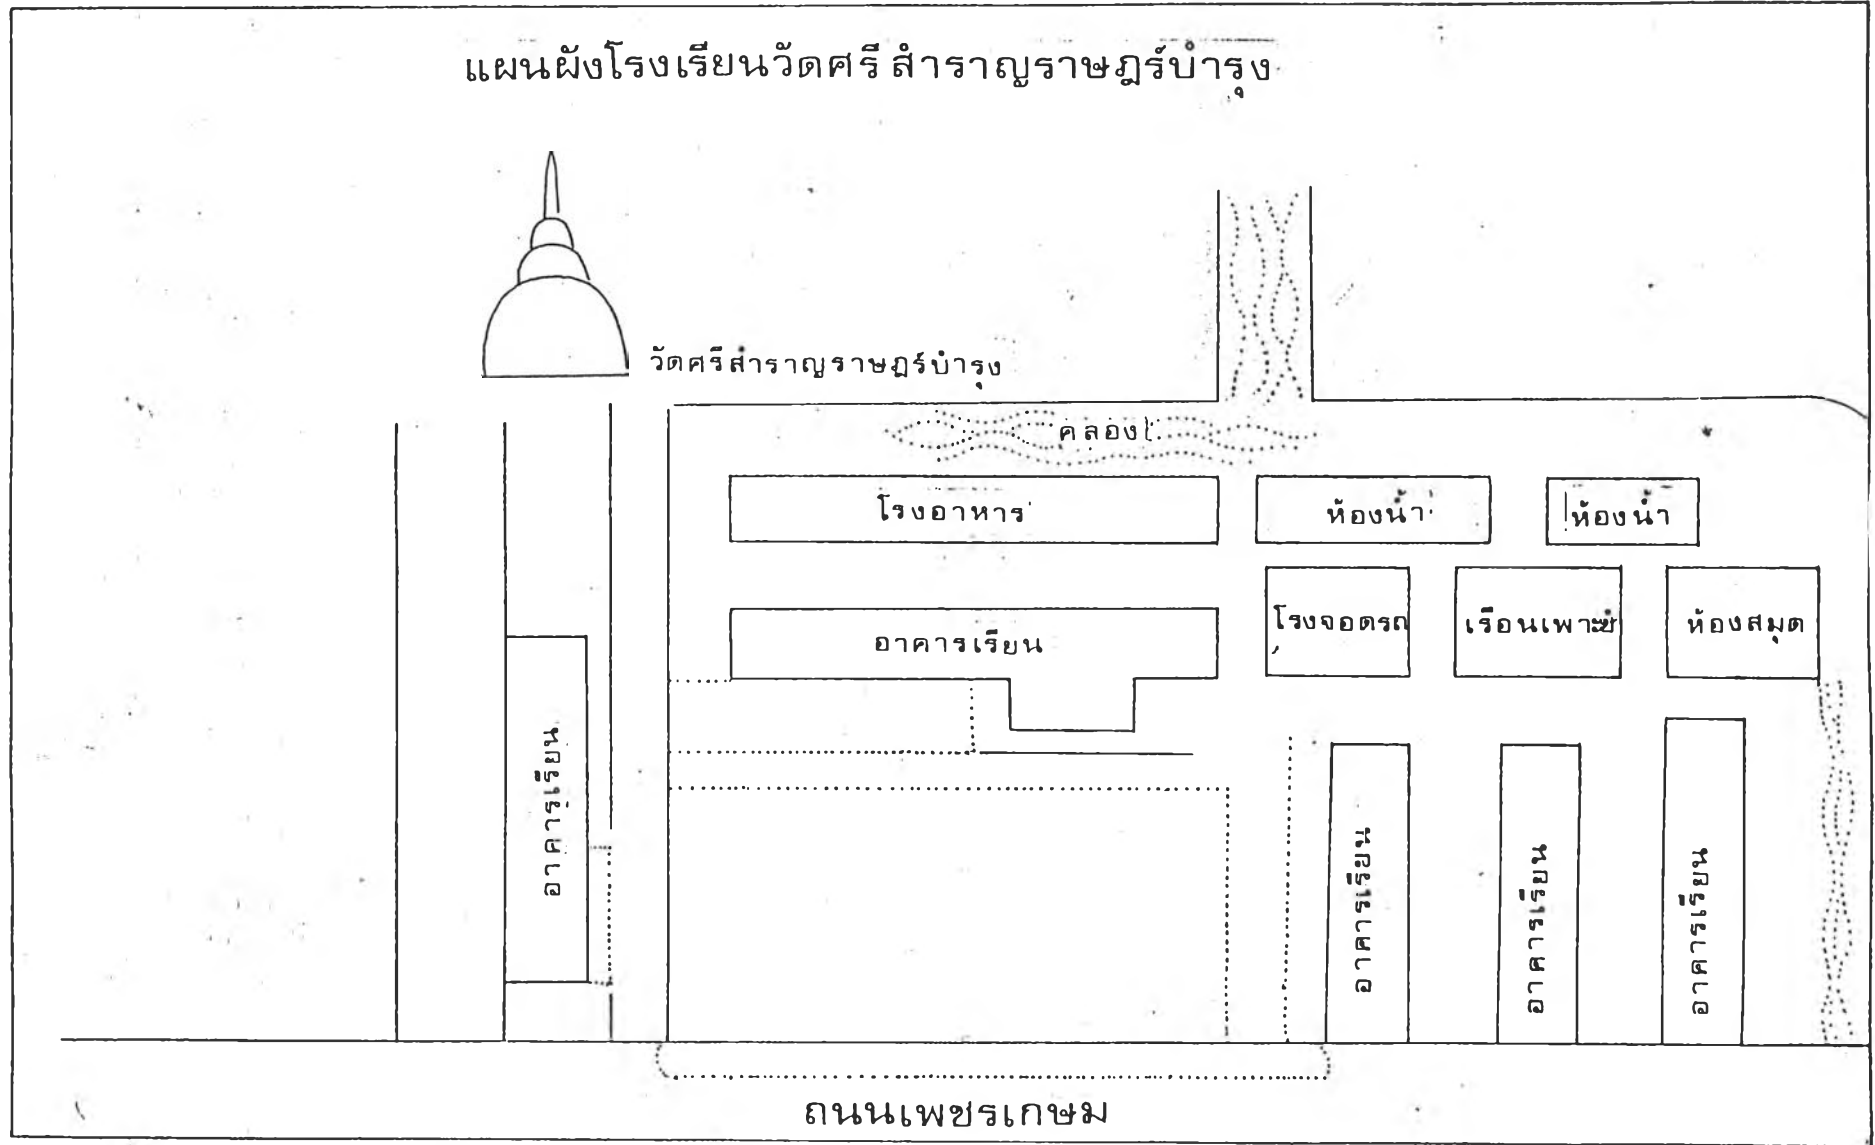 แผนผังโรงเรียนวัดศรีสำราญราษฎร์บำรุง
วัดศรีสำราญราษฎร์บำรุง
คลอง
โรงอาหาร
ห้องน้ำ
ห้องน้ำ
อาคารเรียน
โรงจอดรถ
เรือนเพาะชำ
ห้องสมุด
อาคารเรียน
อาคารเรียน
อาคารเรียน
อาคารเรียน
ถนนเพชรเกษม